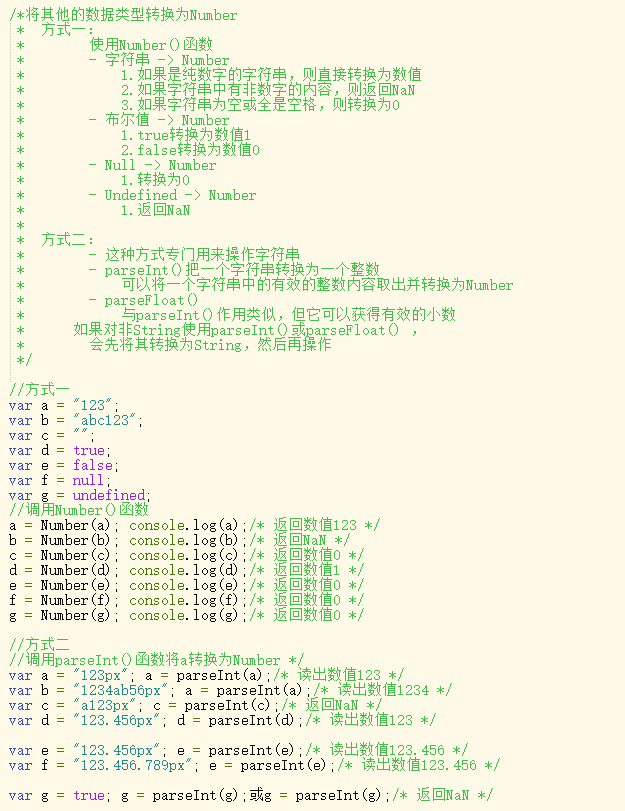 /*将其他的数据类型转换为Number
 *  方式一：
 *        使用Number()函数
 *        - 字符串 -> Number
 *            1.如果是纯数字的字符串，则直接转换为数值
 *            2.如果字符串中有非数字的内容，则返回NaN
 *            3.如果字符串为空或全是空格，则转换为0
 *        - 布尔值 -> Number
 *            1.true转换为数值1
 *            2.false转换为数值0
 *        - Null -> Number
 *            1.转换为0
 *        - Undefined -> Number
 *            1.返回NaN
 *
 *  方式二：
 *        - 这种方式专门用来操作字符串
 *        - parseInt()把一个字符串转换为一个整数
 *            可以将一个字符串中的有效的整数内容取出并转换为Number
 *        - parseFloat()
 *            与parseInt()作用类似，但它可以获得有效的小数
 *      如果对非String使用parseInt()或parseFloat() ，
 *        会先将其转换为String，然后再操作
 */

//方式一
var a = "123";
var b = "abc123";
var c = "";
var d = true;
var e = false;
var f = null;
var g = undefined;
//调用Number()函数
a = Number(a); console.log(a);/* 返回数值123 */
b = Number(b); console.log(b);/* 返回NaN */
c = Number(c); console.log(c);/* 返回数值0 */
d = Number(d); console.log(d);/* 返回数值1 */
e = Number(e); console.log(e);/* 返回数值0 */
f = Number(f); console.log(f);/* 返回数值0 */
g = Number(g); console.log(g);/* 返回数值0 */

//方式二
//调用parseInt()函数将a转换为Number */
var a = "123px"; a = parseInt(a);/* 读出数值123 */
var b = "1234ab56px"; a = parseInt(a);/* 读出数值1234 */
var c = "a123px"; c = parseInt(c);/* 返回NaN */
var d = "123.456px"; d = parseInt(d);/* 读出数值123 */

var e = "123.456px"; e = parseInt(e);/* 读出数值123.456 */
var f = "123.456.789px"; e = parseInt(e);/* 读出数值123.456 */

var g = true; g = parseInt(g);或g = parseInt(g);/* 返回NaN */